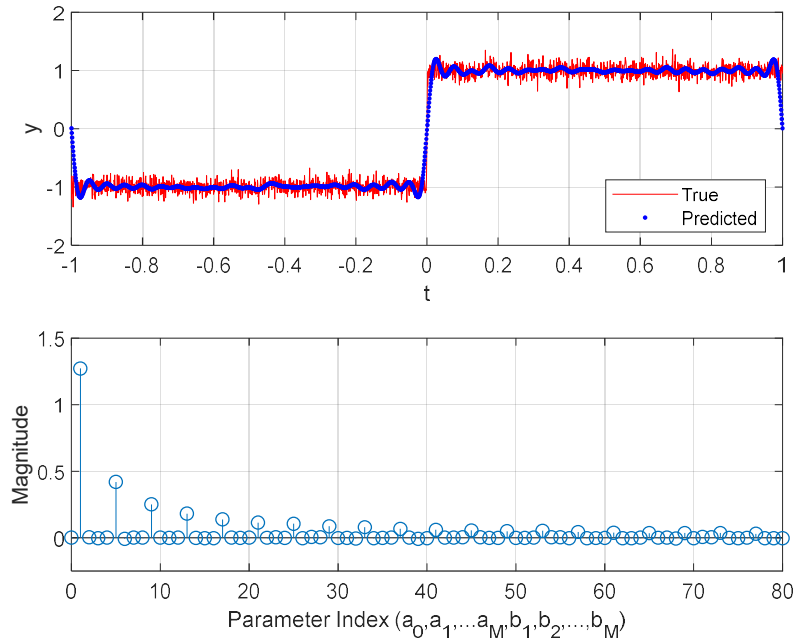 2
1
0
-1
-2
y
-1 -0.8 -0.6 -0.4 -0.2 0 0.2 0.4 0.6 0.8 1
t
True
Predicted
1.5
1
0.5
0
Magnitude
0 10 20 30 40 50 60 70 80
Parameter Index (a0,a1,...aM,b1,b2,...,bM)